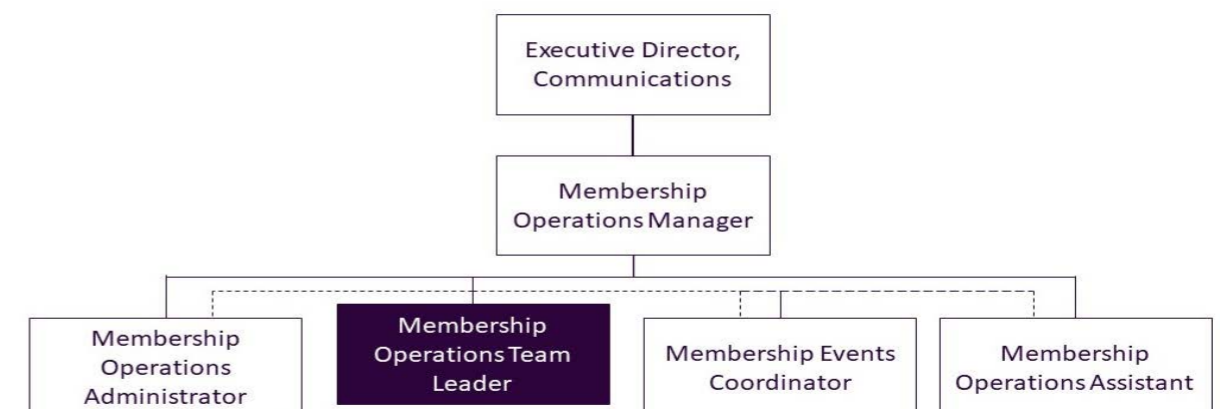 Executive Director,
Communications
Membership
Operations Manager
Membership
Operations
Administrator
Membership
Operations Team
Leader
Membership Events
Coordinator
Membership
Operations Assistant